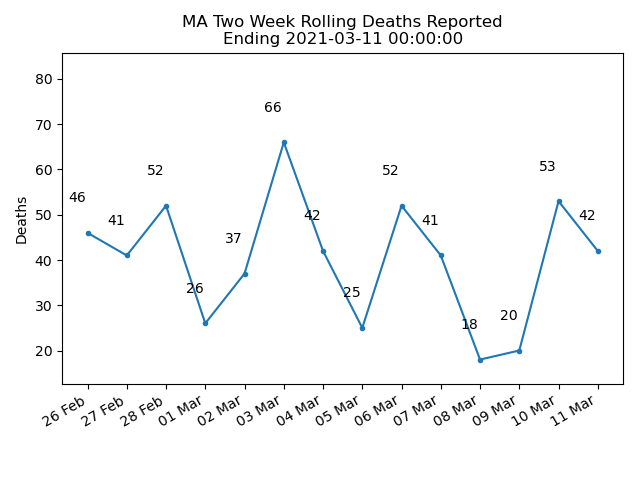 MA Two Week Rolling Deaths Reported
Ending 2021-03-11 00:00:00
Deaths
80
70
60
50
40
30
20
46
41
52
26
37
66
42
25
52
41
18
20
53
42
26 Feb
27 Feb
28 Feb
01 Mar
02 Mar
03 Mar
04 Mar
05 Mar
06 Mar
07 Mar
08 Mar
09 Mar
10 Mar
11 Mar